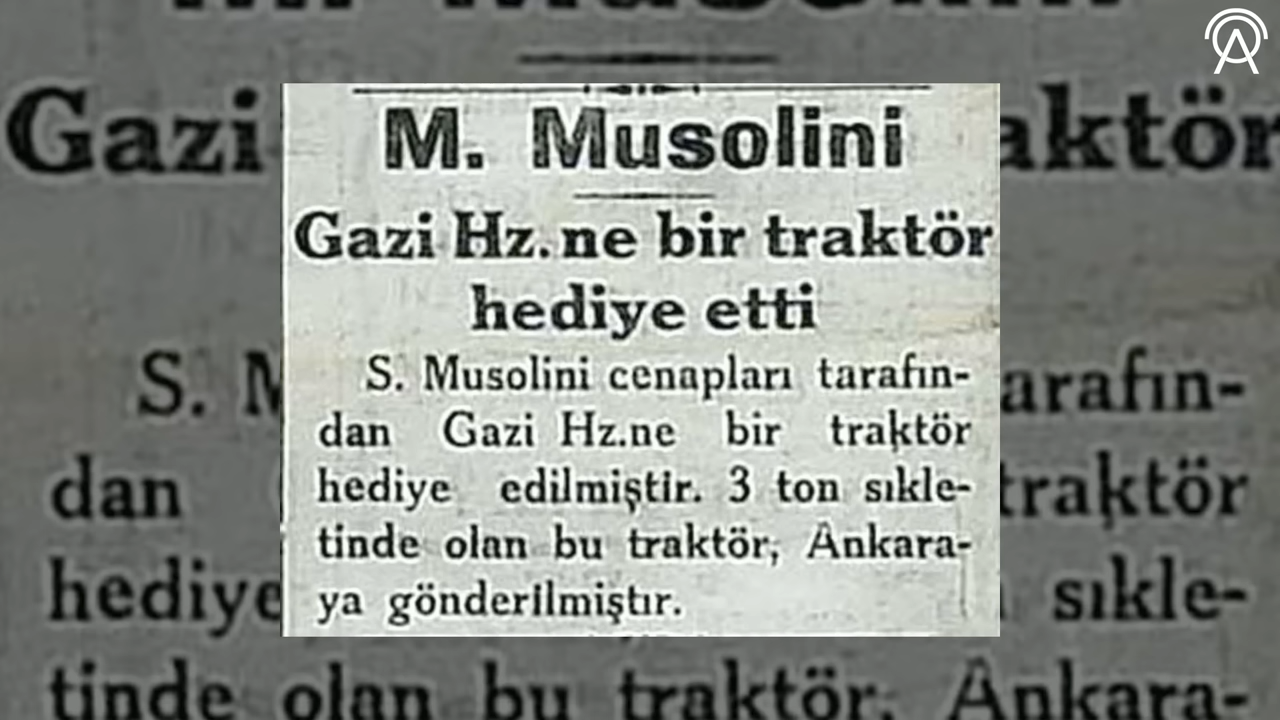 M. Musolini
Gazi Hz. ne bir traktör
hediye etti
S. Musolini cenapları tarafın-
dan Gazi Hz.ne bir traktör
hediye edilmiştir. 3 ton sıkle-
tinde olan bu traktör, Ankara-
ya gönderilmiştir.